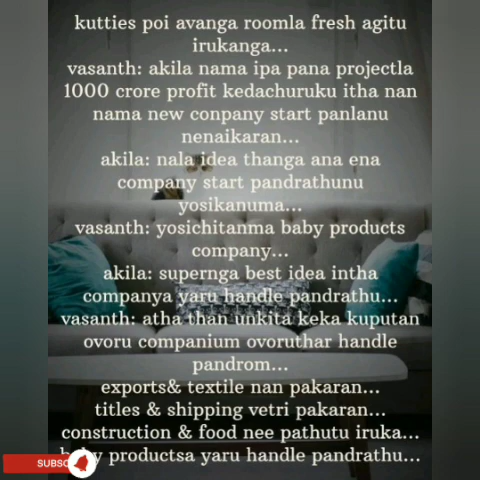 kutties poi avanga roomla fresh agitu
irukanga...
vasanth: akila nama ipa pana projectla
1000 crore profit kedachuruku itha nan
nama new conpany start panlanu
nenaikaran...
akila: nala idea thanga ana ena
company start pandrathunu
yosikanuma...
vasanth: yosichitanma baby products
company...
akila: supernga best idea intha
companya yaru handle pandrathu...
vasanth: atha than unkita keka kuputan
ovoru companium ovoruthar handle
pandrom...
exports& textile nan pakaran...
titles & shipping vetri pakaran...
construction & food nee pathutu iruka...
productsa yaru handle pandrathu...
SUBSC